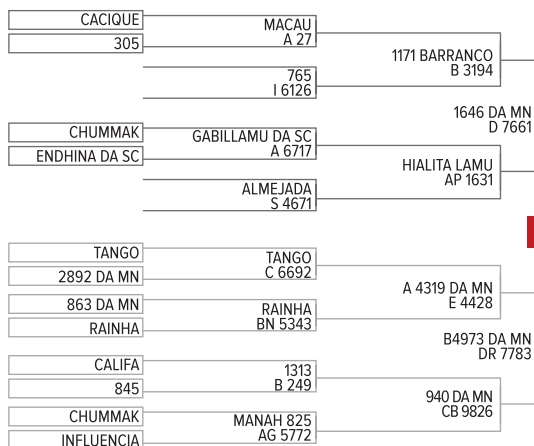 CACIQUE
305
MACAU
A 27
765
I 6126
1171 BARRANCO
B 3194
1646 DA MN
D 7661
CHUMMAK
ENDHINA DA SC
GABILLAMU DA SC
A 6717
ALMEJADA
S 4671
HIALITA LAMU
AP 1631
TANGO
2892 DA MN
TANGO
C 6692
863 DA MN
RAINHA
RAINHA
BN 5343
A 4319 DA MN
E 4428
B4973 DA MN
DR 7783
CALIFA
845
1313
B 249
CHUMMAK
INFLUENCIA
MANAH 825
AG 5772
940 DA MN
CB 9826